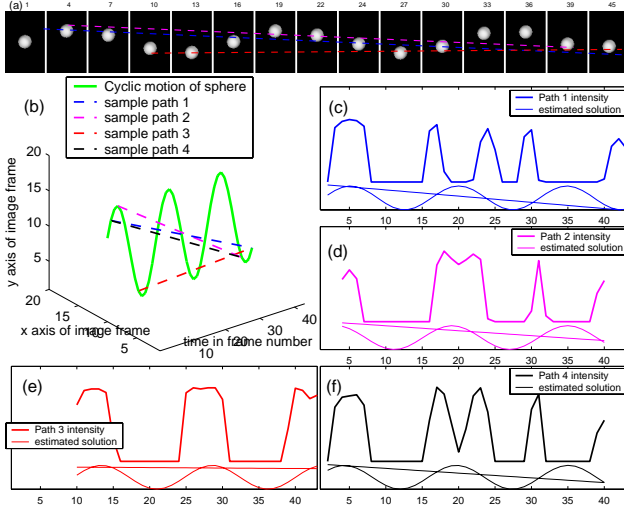 (a)
1 4 7 10 13 16 19 22 24 27 30 33 36 39 45
(b)
Cyclic motion of sphere
sample path 1
sample path 2
sample path 3
sample path 4
20
15
10
5
20
15
10
5
10
20
30
40
y axis of image frame
x axis of image frame
time in frame number
(c)
Path 1 intensity
estimated solution
5 10 15 20 25 30 35 40
(d)
Path 2 intensity
estimated solution
5 10 15 20 25 30 35 40
(e)
Path 3 intensity
estimated solution
5 10 15 20 25 30 35 40
(f)
Path 4 intensity
estimated solution
5 10 15 20 25 30 35 40